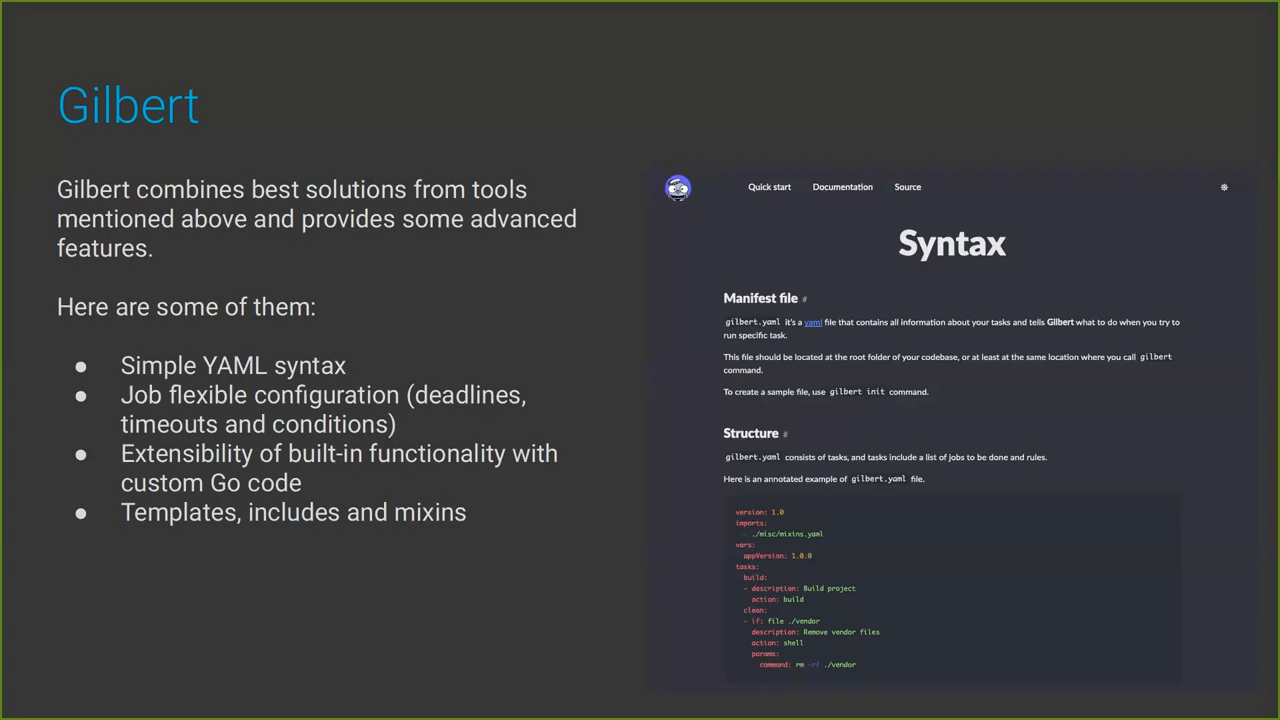 Gilbert
Gilbert combines best solutions from tools
mentioned above and provides some advanced
features.
Here are some of them:
● Simple YAML syntax
● Job flexible configuration (deadlines,
timeouts and conditions)
● Extensibility of built-in functionality with
custom Go code
● Templates, includes and mixins
Quick start Documentation Source
Syntax
Manifest file #
gilbert.yaml it's a yaml file that contains all information about your tasks and tells Gilbert what to do when you try to
run specific task.
This file should be located at the root folder of your codebase, or at least at the same location where you call gilbert
command.
To create a sample file, use gilbert init command.
Structure #
gilbert.yaml consists of tasks, and tasks include a list of jobs to be done and rules.
Here is an annotated example of gilbert.yaml file.
version: 1.0
imports:
- ./misc/mixins.yaml
vars:
appVersion: 1.0.0
tasks:
build:
- description: Build project
action: build
clean:
- if: file ./vendor
description: Remove vendor files
action: shell
params:
command: rm -rf ./vendor